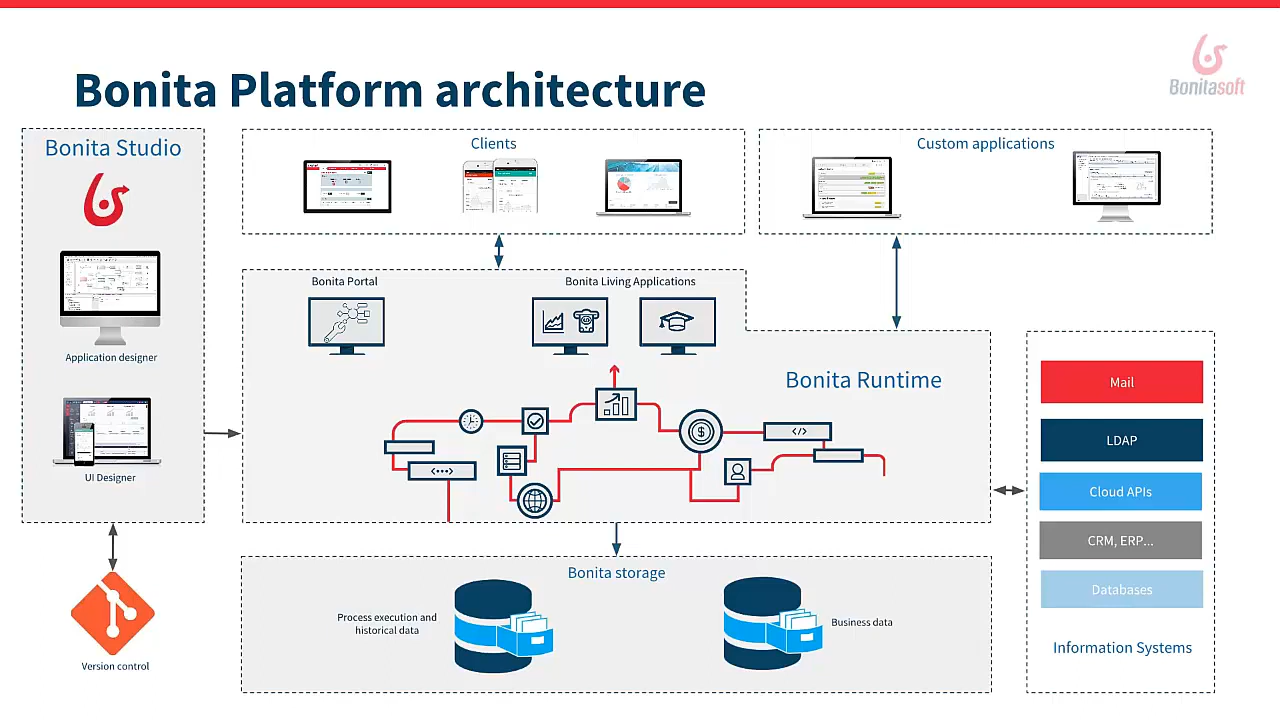 Bonita Platform architecture
Bonitasoft
Bonita Studio
Application designer
UI Designer
Version control
Clients
Custom applications
Bonita Portal
Bonita Living Applications
Bonita Runtime
</>
<•••>
$
Bonita storage
Process execution and
historical data
Business data
Mail
LDAP
Cloud APIs
CRM, ERP...
Databases
Information Systems